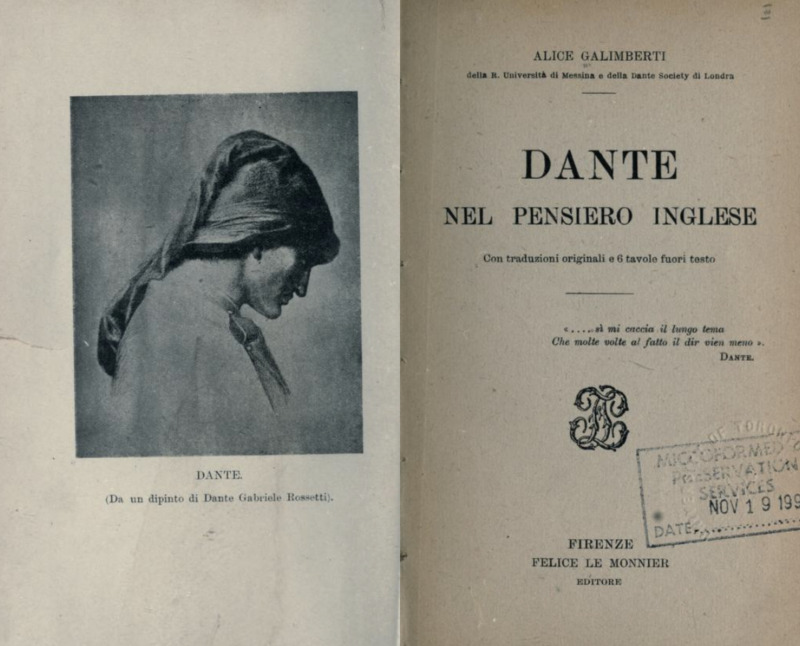 DANTE.
(Da un dipinto di Dante Gabriele Rossetti).
ALICE GALIMBERTI
della R. Università di Messina e della Dante Society di Londra
DANTE
NEL PENSIERO INGLESE
Con traduzioni originali e 6 tavole fuori testo
«.....sì mi caccia il lungo tema
Che molte volte al fatto il dir vien meno ».
DANTE.
OF TORONTO
MICROFORMED
PRESERVATION
SERVICES
NOV 19 199
DATE
FIRENZE
FELICE LE MONNIER
EDITORE